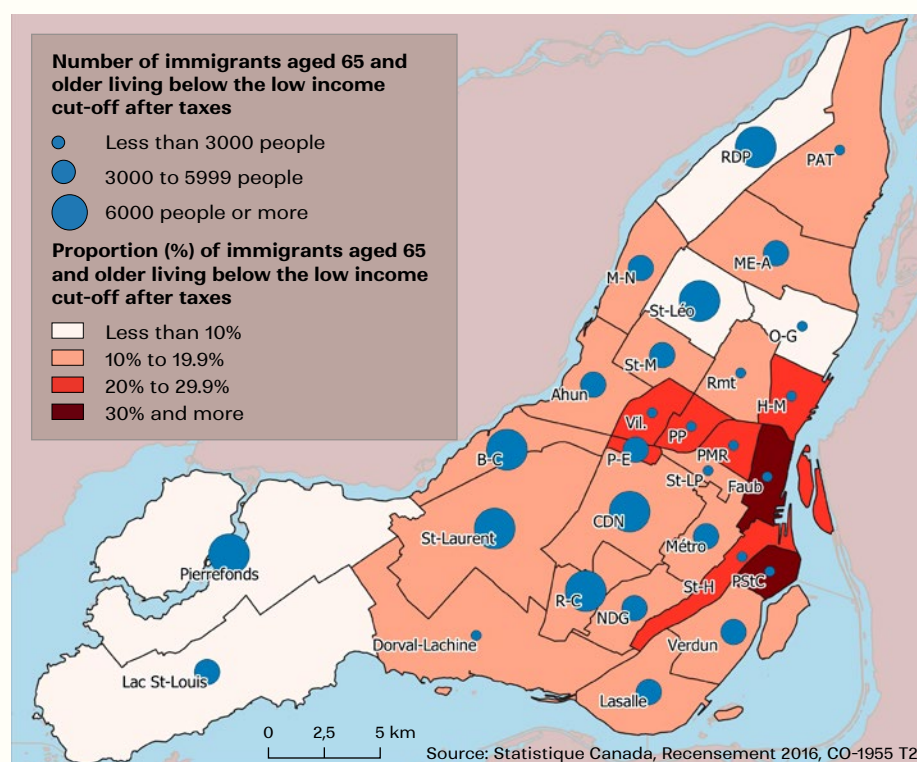 Number of immigrants aged 65 and
older living below the low income
cut-off after taxes
Less than 3000 people
3000 to 5999 people
6000 people or more
Proportion (%) of immigrants aged 65
and older living below the low income
cut-off after taxes
Less than 10%
10% to 19.9%
20% to 29.9%
30% and more
RDP
PAT
ME-A
M-N
St-Léo
O-G
St-M
Rmt
Ahun
H-M
Vil.
PP
PMR
B-C
P-E
St-LP
Faub
CDN
St-Laurent
Métro
Pierrefonds
St-H
PStC
R-C
NDG
Dorval-Lachine
Verdun
Lac St-Louis
Lasalle
0 2,5 5 km
Source: Statistique Canada, Recensement 2016, CO-1955 T2